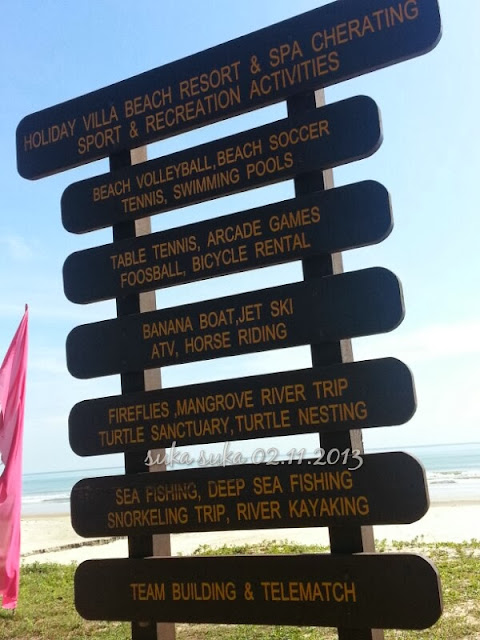 HOLIDAY VILLA BEACH RESORT & SPA CHERATING
SPORT & RECREATION ACTIVITIES
BEACH VOLLEYBALL,BEACH SOCCER
TENNIS, SWIMMING POOLS
TABLE TENNIS, ARCADE GAMES
FOOSBALL, BICYCLE RENTAL
BANANA BOAT,JET SKI
ATV, HORSE RIDING
FIREFLIES ,MANGROVE RIVER TRIP
TURTLE SANCTUARY,TURTLE NESTING
suka suka 02.11.2013
SEA FISHING, DEEP SEA FISHING
SNORKELING TRIP, RIVER KAYAKING
TEAM BUILDING & TELEMATCH